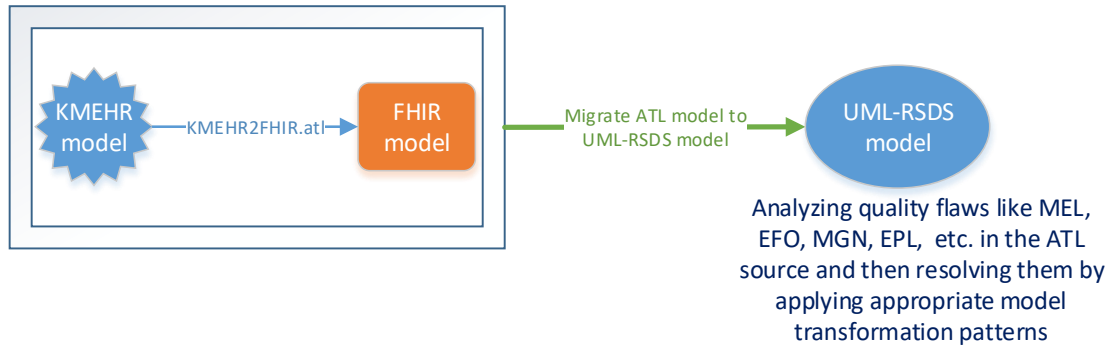 KMEHR
model
KMEHR2FHIR.atl
FHIR
model
Migrate ATL model to
UML-RSDS model
UML-RSDS
model
Analyzing quality flaws like MEL,
EFO, MGN, EPL, etc. in the ATL
source and then resolving them by
applying appropriate model
transformation patterns